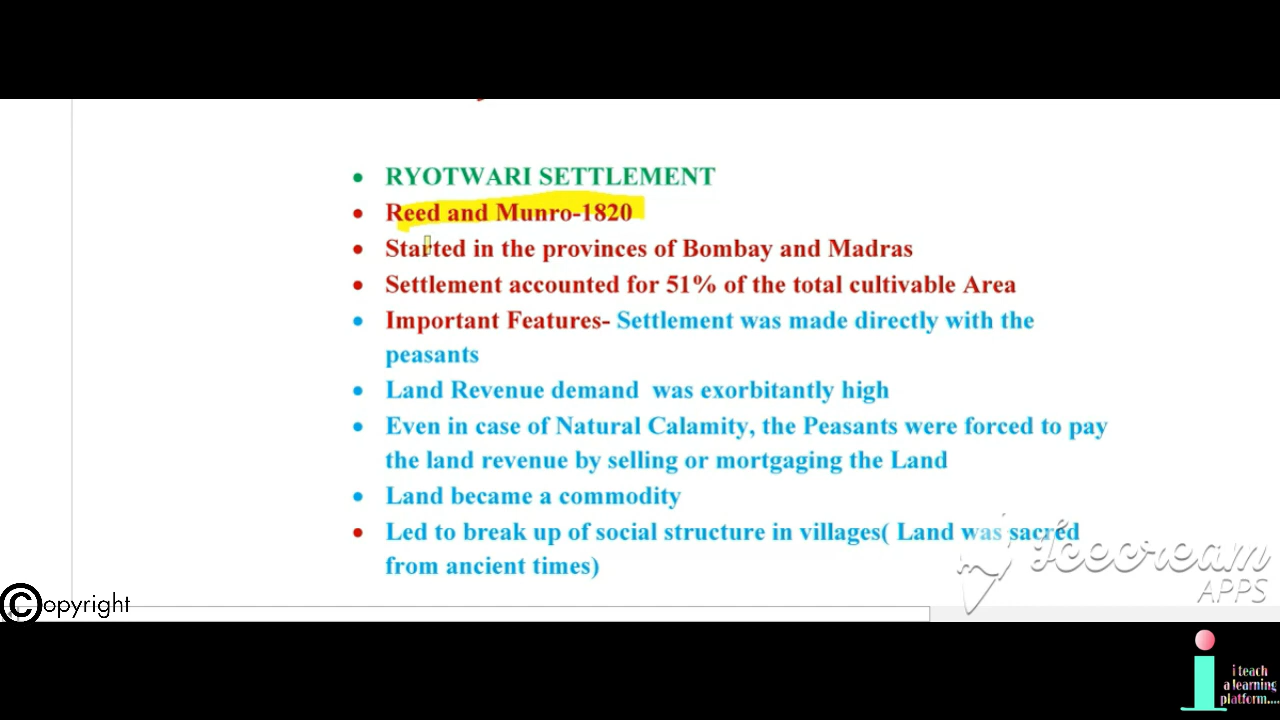 • RYOTWARI SETTLEMENT
• Reed and Munro-1820
• Started in the provinces of Bombay and Madras
• Settlement accounted for 51% of the total cultivable Area
• Important Features- Settlement was made directly with the
peasants
• Land Revenue demand was exorbitantly high
• Even in case of Natural Calamity, the Peasants were forced to pay
the land revenue by selling or mortgaging the Land
• Land became a commodity
• Led to break up of social structure in villages( Land was sacred
from ancient times)
Icecream
APPS
©opyright
i teach
a learning
platform....